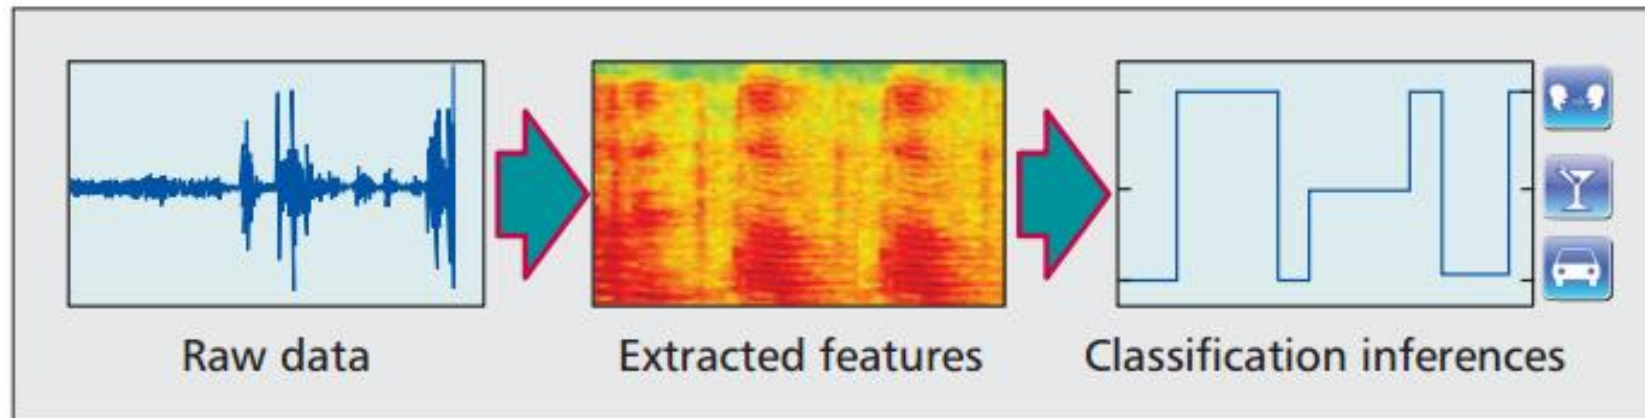 Raw data
Extracted features
Classification inferences